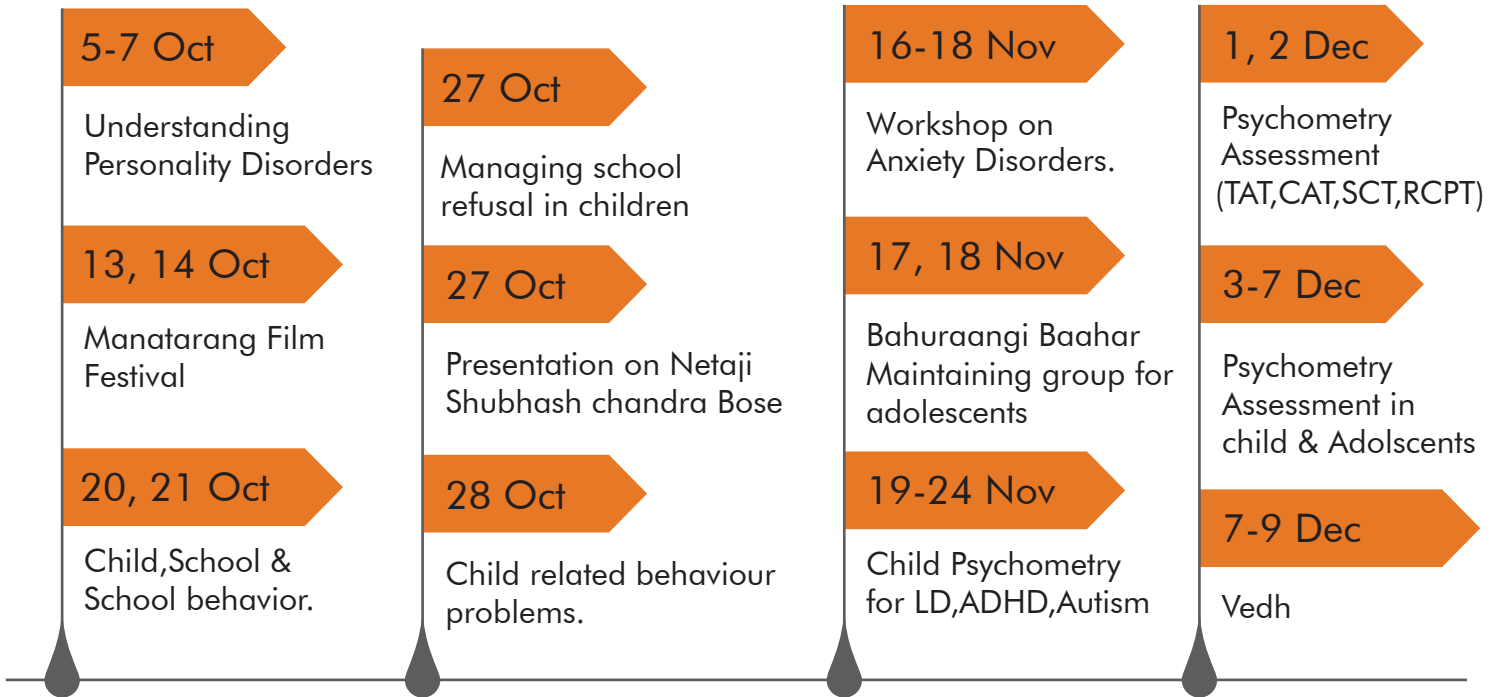 5-7 Oct
Understanding
Personality Disorders
13, 14 Oct
Manatarang Film
Festival
20, 21 Oct
Child,School &
School behavior.
27 Oct
Managing school
refusal in children
27 Oct
Presentation on Netaji
Shubhash chandra Bose
28 Oct
Child related behaviour
problems.
16-18 Nov
Workshop on
Anxiety Disorders.
17, 18 Nov
Bahuraangi Baahar
Maintaining group for
adolescents
19-24 Nov
Child Psychometry
for LD,ADHD,Autism
1, 2 Dec
Psychometry
Assessment
(TAT,CAT,SCT,RCPT)
3-7 Dec
Psychometry
Assessment in
child & Adolscents
7-9 Dec
Vedh